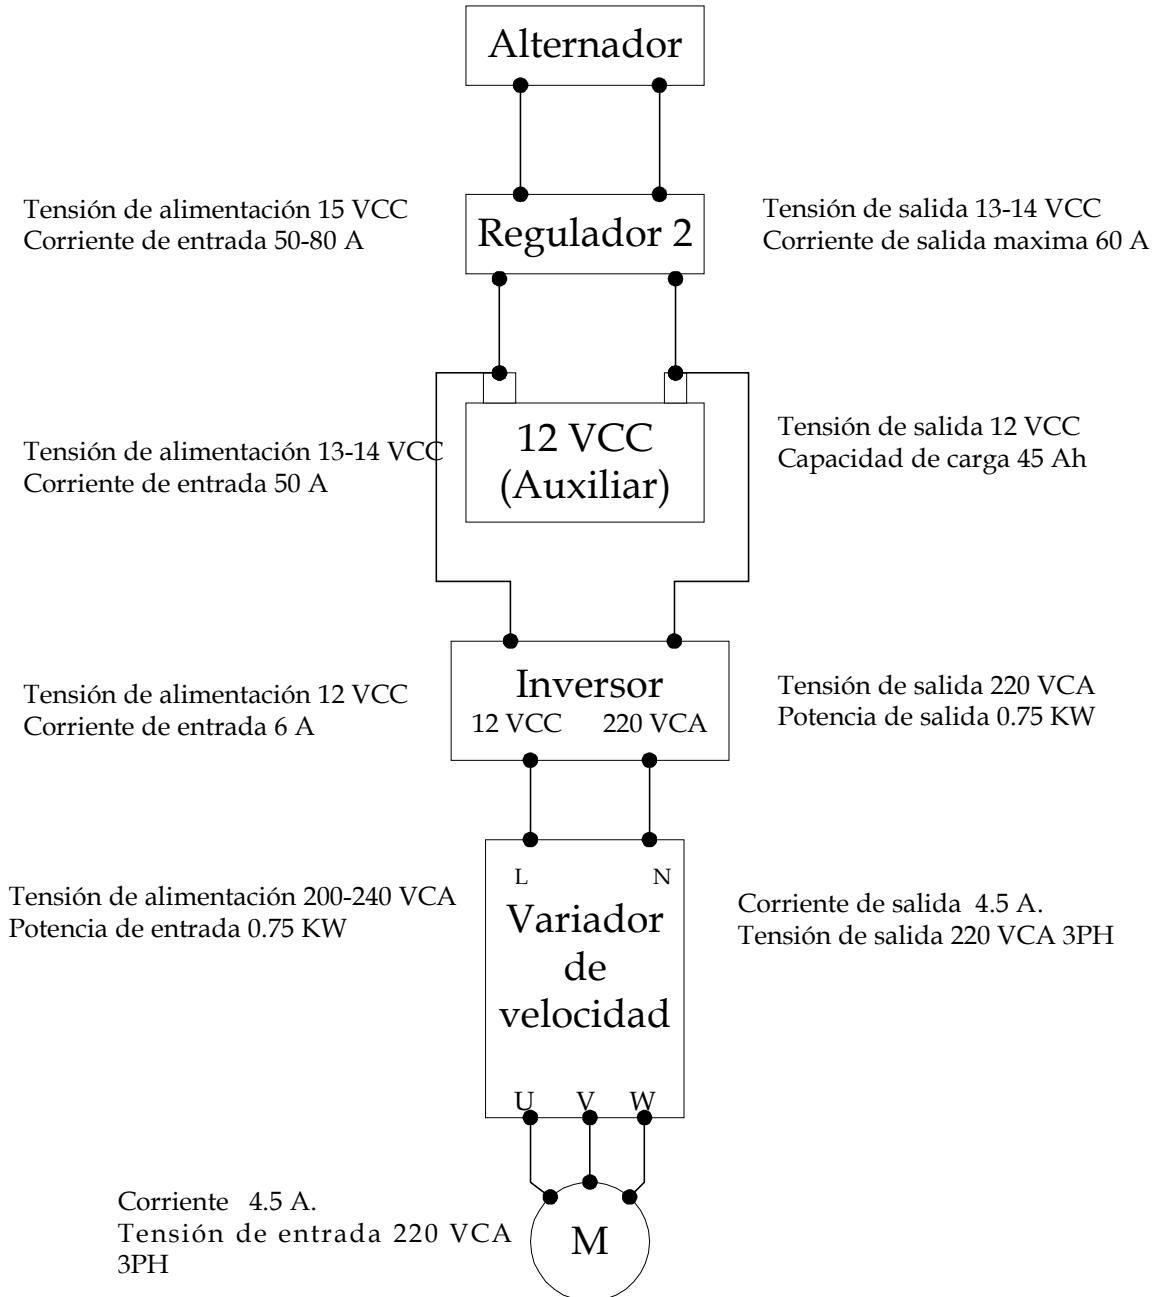 Alternador
Tensión de alimentación 15 VCC
Corriente de entrada 50-80 A
Regulador 2
Tensión de salida 13-14 VCC
Corriente de salida maxima 60 A
Tensión de alimentación 13-14 VCC
Corriente de entrada 50 A
12 VCC
(Auxiliar)
Tensión de salida 12 VCC
Capacidad de carga 45 Ah
Tensión de alimentación 12 VCC
Corriente de entrada 6 A
Inversor
12 VCC 220 VCA
Tensión de salida 220 VCA
Potencia de salida 0.75 KW
Tensión de alimentación 200-240 VCA
Potencia de entrada 0.75 KW
L N
Variador
de
velocidad
U V W
Corriente de salida 4.5 A.
Tensión de salida 220 VCA 3PH
Corriente 4.5 A.
Tensión de entrada 220 VCA
3PH
M